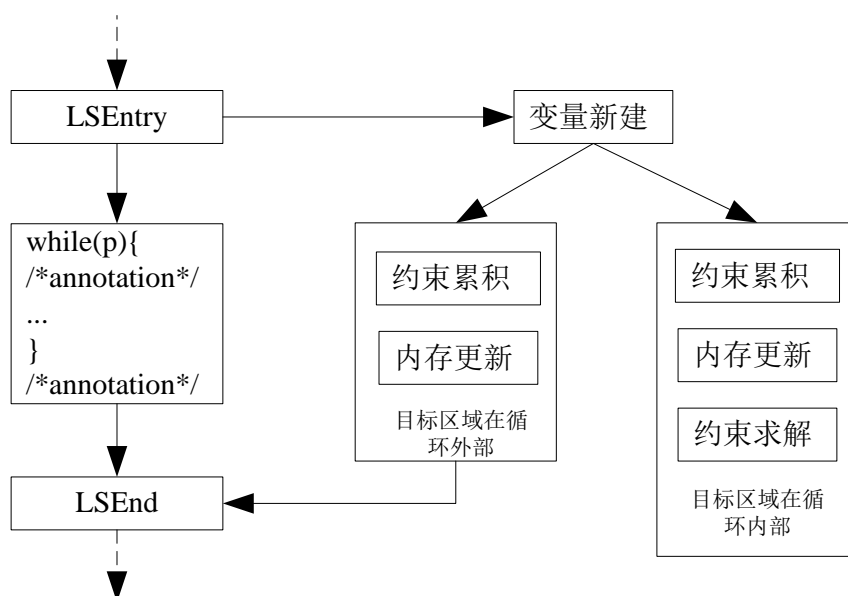 LSEntry
变量新建
while(p){
/*annotation*/
...
}
/*annotation*/
约束累积
内存更新
目标区域在循
环外部
约束累积
内存更新
约束求解
目标区域在循
环内部
LSEnd